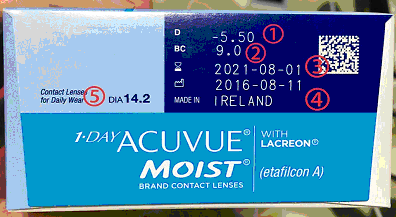 D -5.50 ①
BC 9.0 ②
2021-08-01 ③
2016-08-11
MADE IN IRELAND ④
Contact Lenses
for Daily Wear ⑤ DIA 14.2
1-DAY ACUVUE® WITH
LACREON®
MOIST® (etafilcon A)
BRAND CONTACT LENSES